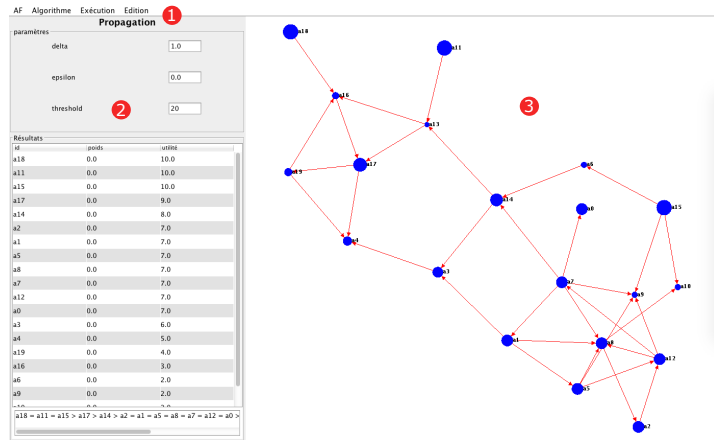 AF Algorithme Exécution Edition 1
Propagation
paramètres
delta 1.0
epsilon 0.0
threshold 20
2
3
Résultats
id poids utilité
a18 0.0 10.0
a11 0.0 10.0
a15 0.0 10.0
a17 0.0 9.0
a14 0.0 8.0
a2 0.0 7.0
a1 0.0 7.0
a5 0.0 7.0
a8 0.0 7.0
a7 0.0 7.0
a12 0.0 7.0
a0 0.0 7.0
a3 0.0 6.0
a4 0.0 5.0
a19 0.0 4.0
a16 0.0 3.0
a6 0.0 2.0
a9 0.0 2.0
a18 = a11 = a15 > a17 > a14 > a2 = a1 = a5 = a8 = a7 = a12 = a0 >
a18
a11
a16
a13
a17
a19
a6
a14
a0
a15
a4
a3
a9
a10
a1
a8
a12
a5